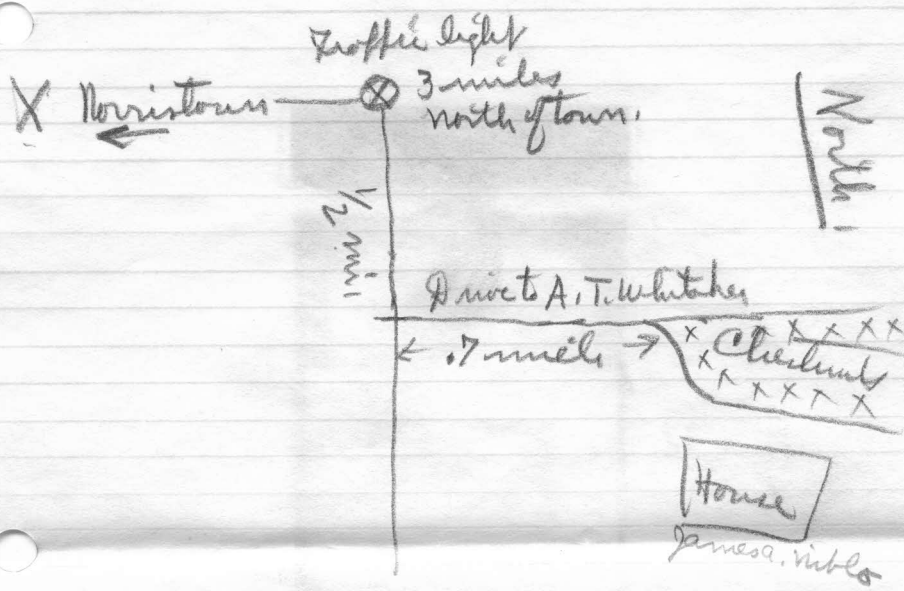 Traffic light
X Norristown
3 miles
north of town.
North
1/2 mi.
Drive to A. T. Whitaker
.7 mile
Chestnuts
House
James A.